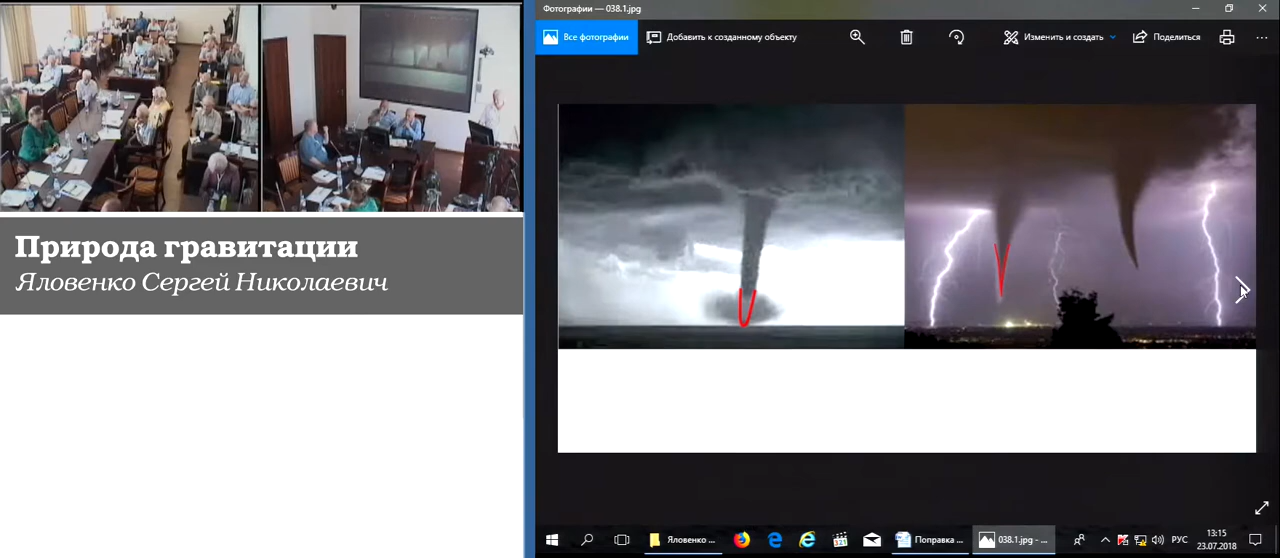 Природа гравитации
Яловенко Сергей Николаевич
Фотографии — 038.1.jpg
Все фотографии
Добавить к созданному объекту
Изменить и создать
Поделиться
Яловенко ...
Поправка ...
038.1.jpg - ...
РУС
13:15
23.07.2018